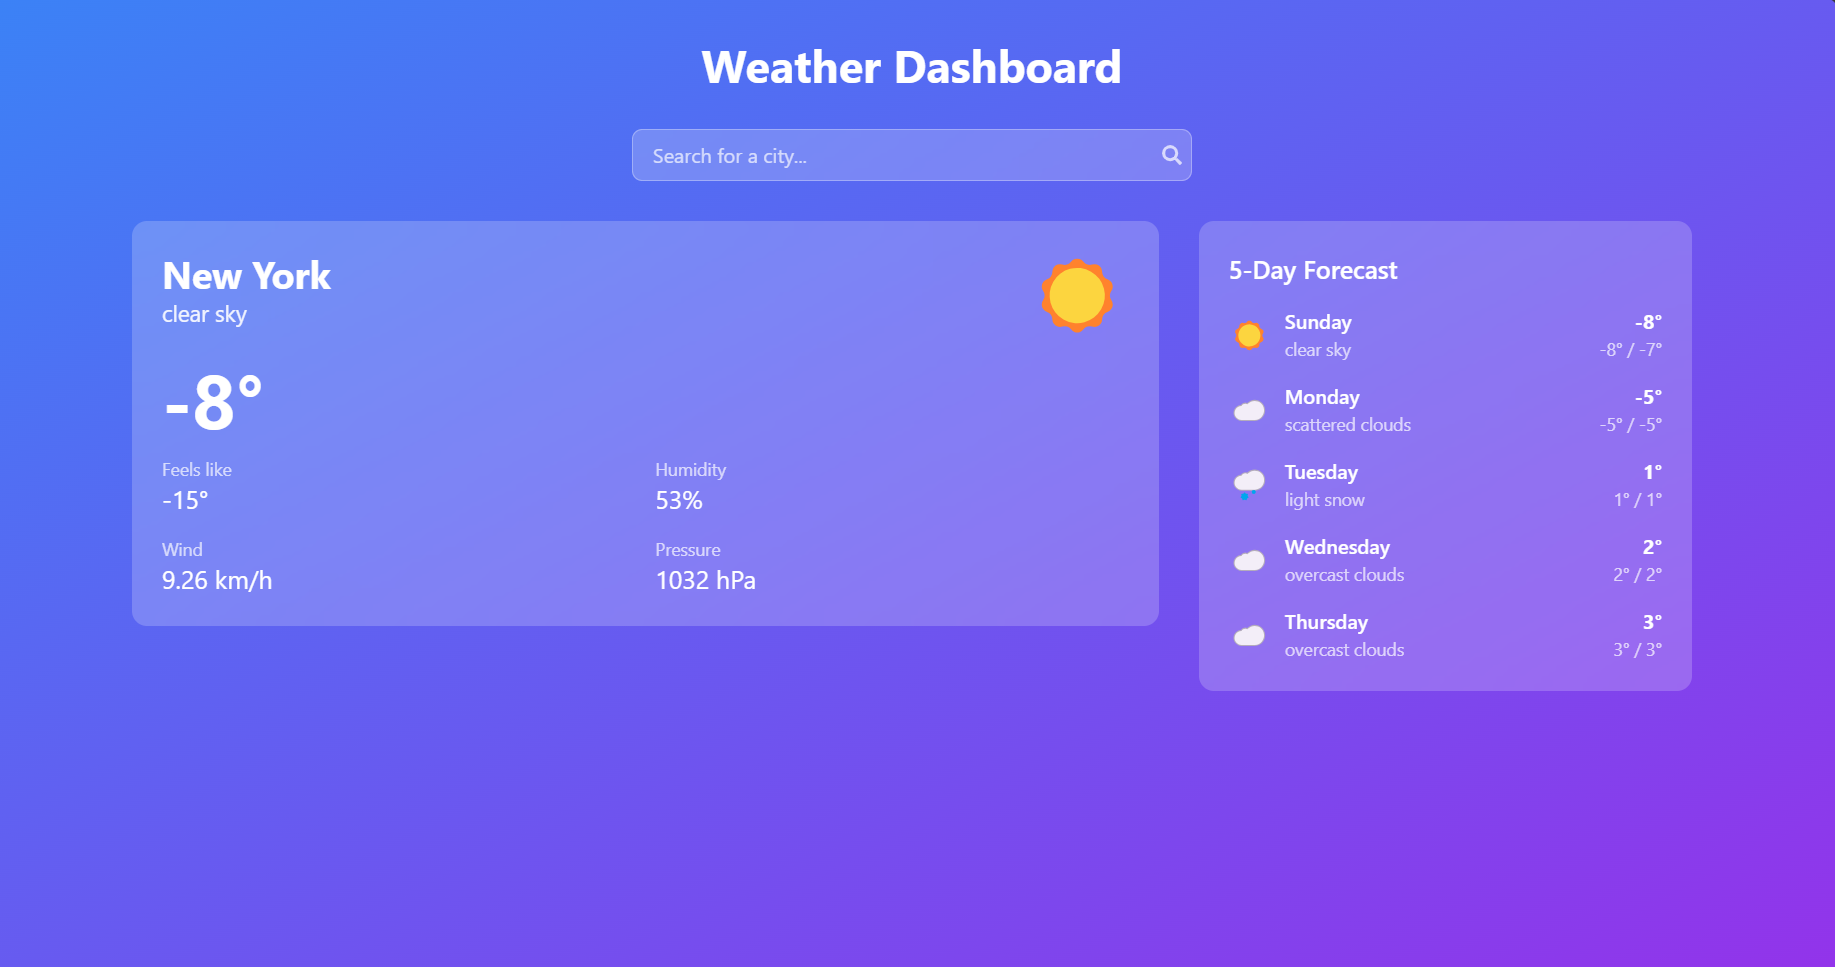 Weather Dashboard
Search for a city...
New York
clear sky
-8°
Feels like
-15°
Humidity
53%
Wind
9.26 km/h
Pressure
1032 hPa
5-Day Forecast
Sunday
-8°
clear sky
-8° / -7°
Monday
-5°
scattered clouds
-5° / -5°
Tuesday
1°
light snow
1° / 1°
Wednesday
2°
overcast clouds
2° / 2°
Thursday
3°
overcast clouds
3° / 3°